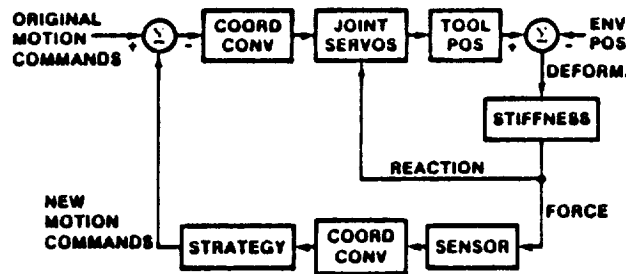 ORIGINAL
MOTION
COMMANDS
+
Σ
-
COORD
CONV
JOINT
SERVOS
TOOL
POS
+
Σ
-
ENV
POS
DEFORMA
STIFFNESS
REACTION
FORCE
NEW
MOTION
COMMANDS
STRATEGY
COORD
CONV
SENSOR